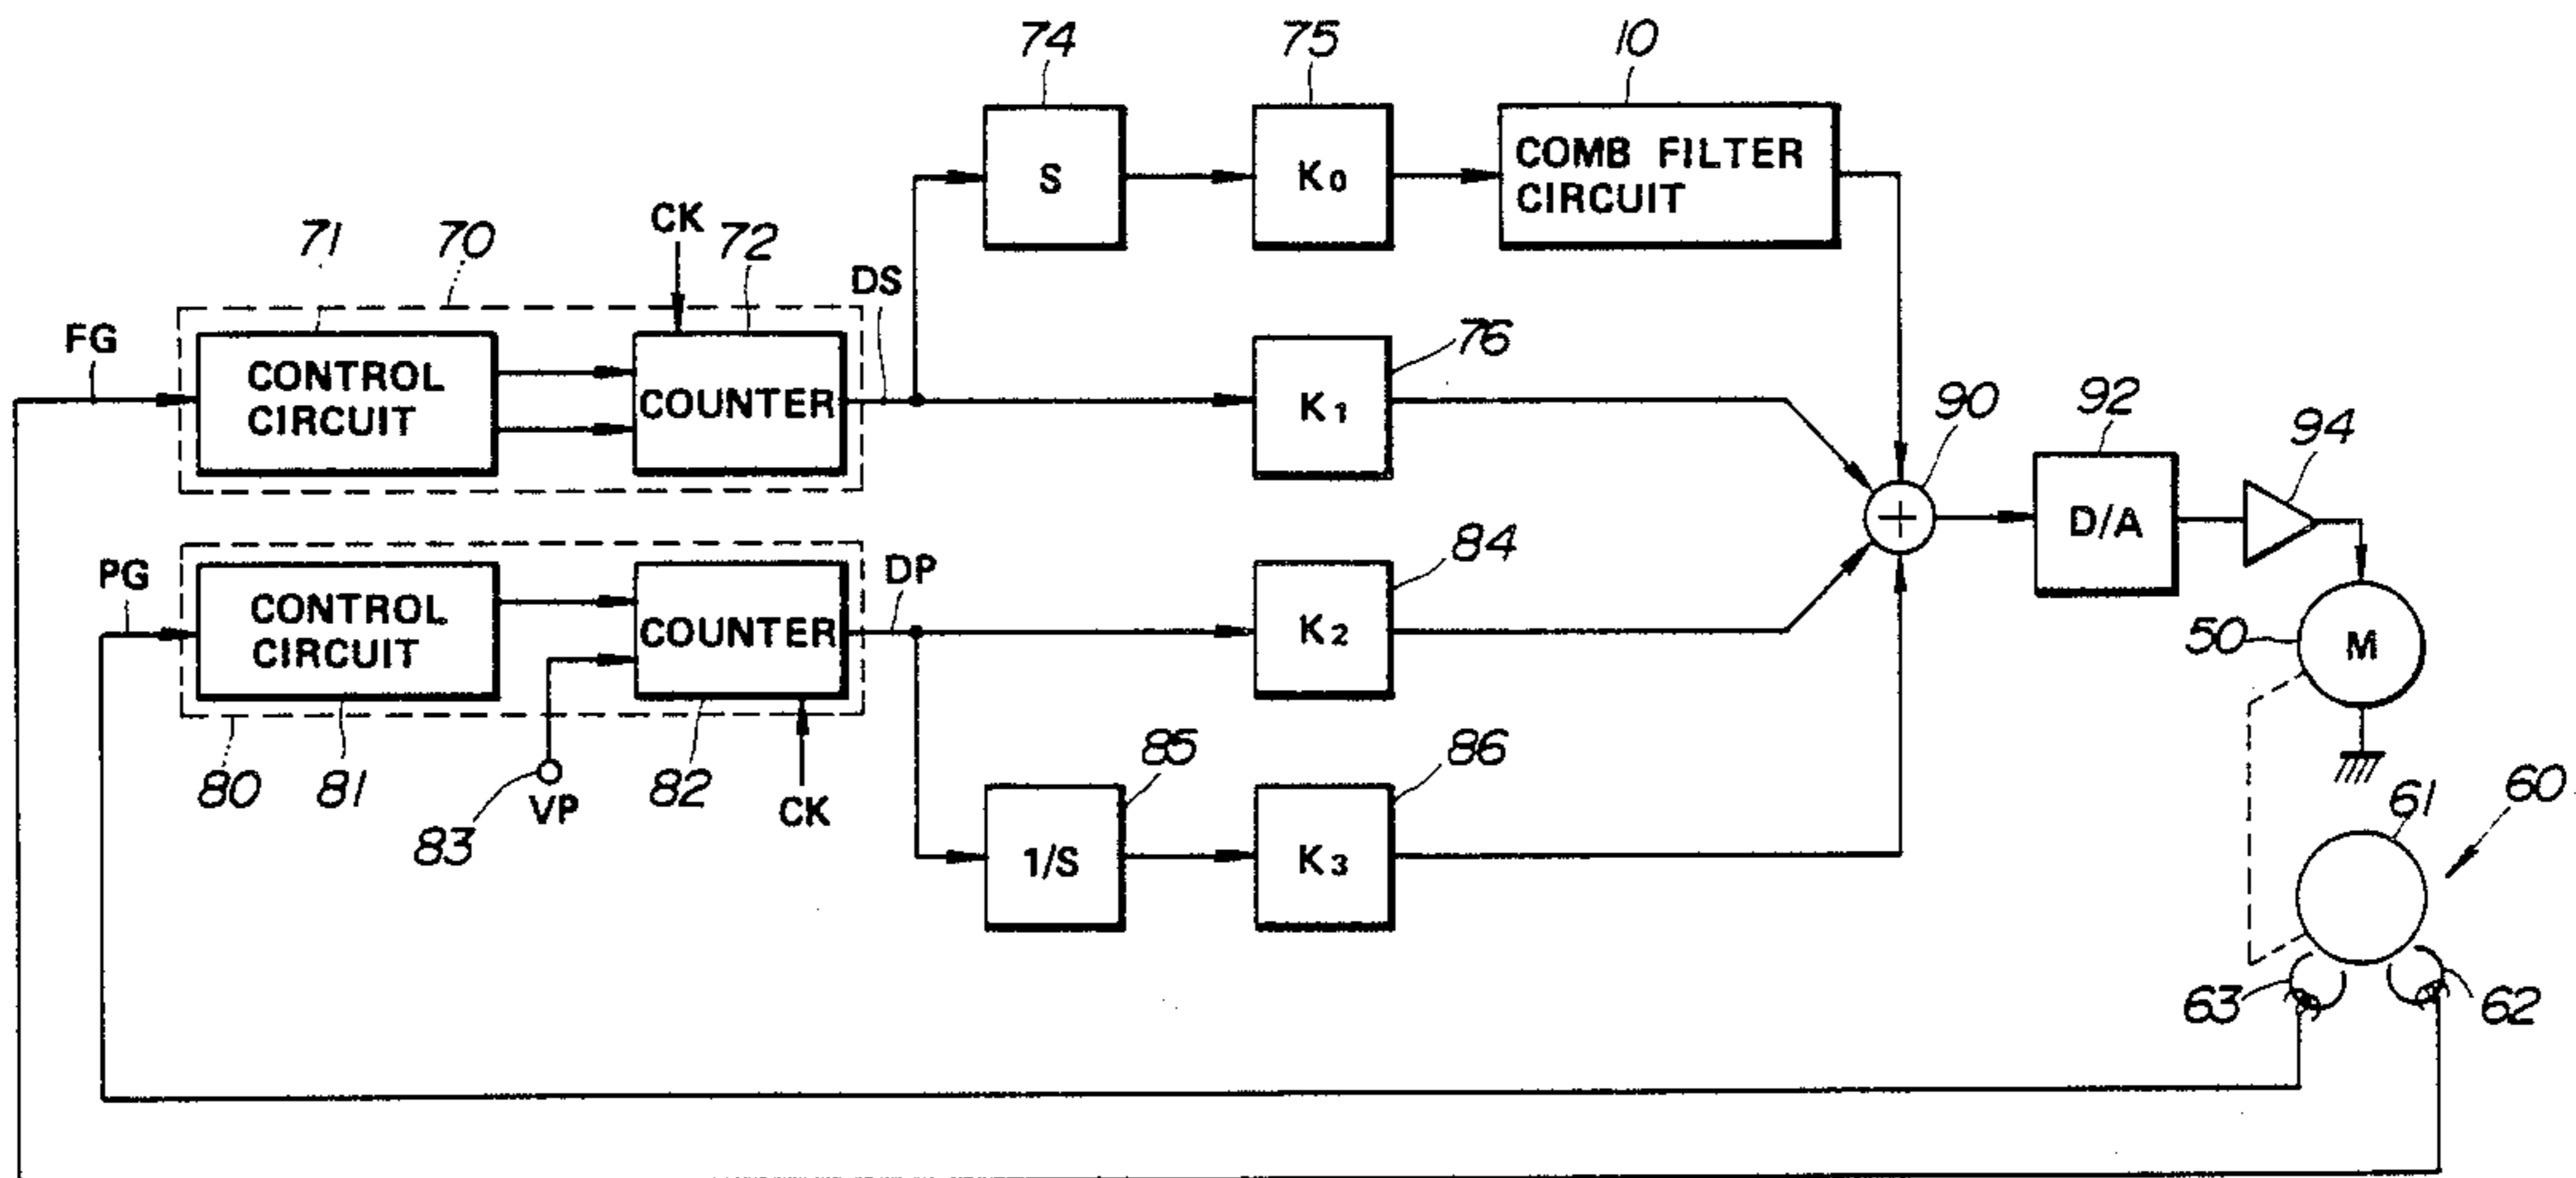 74
75
10
S
K0
COMB FILTER
CIRCUIT
71
70
CK
72
DS
FG
CONTROL
CIRCUIT
COUNTER
K1
76
90
92
94
D/A
PG
CONTROL
CIRCUIT
COUNTER
DP
K2
84
50
M
80
81
83
VP
82
CK
85
86
1/S
K3
61
60
63
62